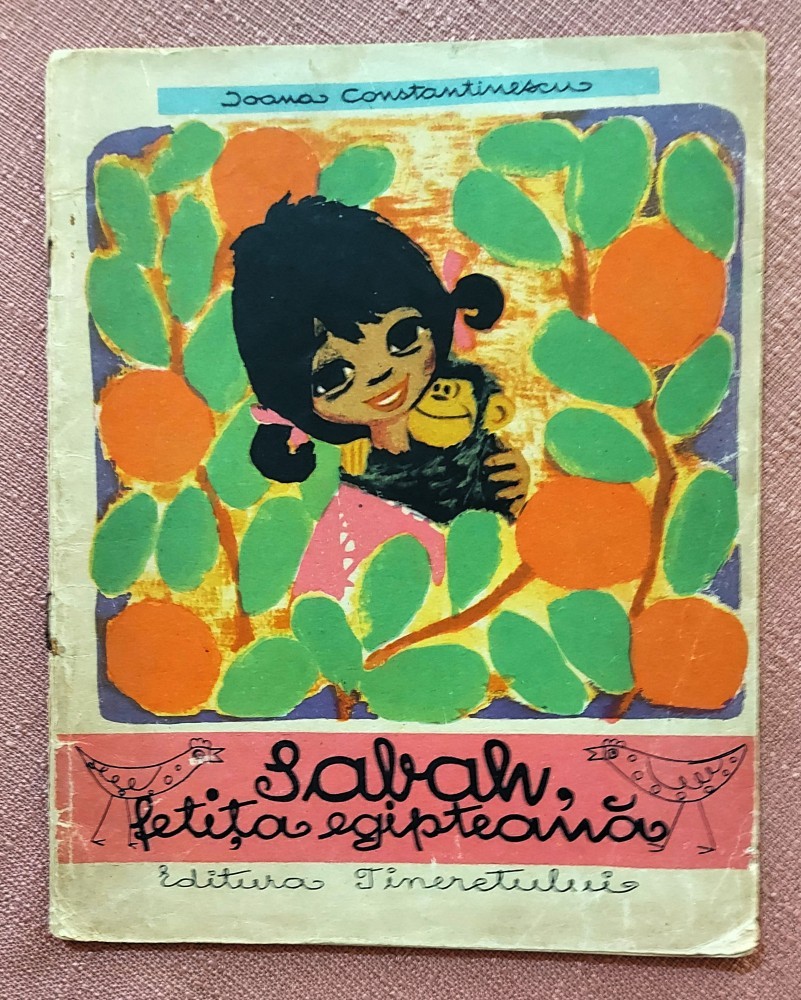 Ioana Constantinescu
Sabah,
fetița egipteană
Editura Tineretului